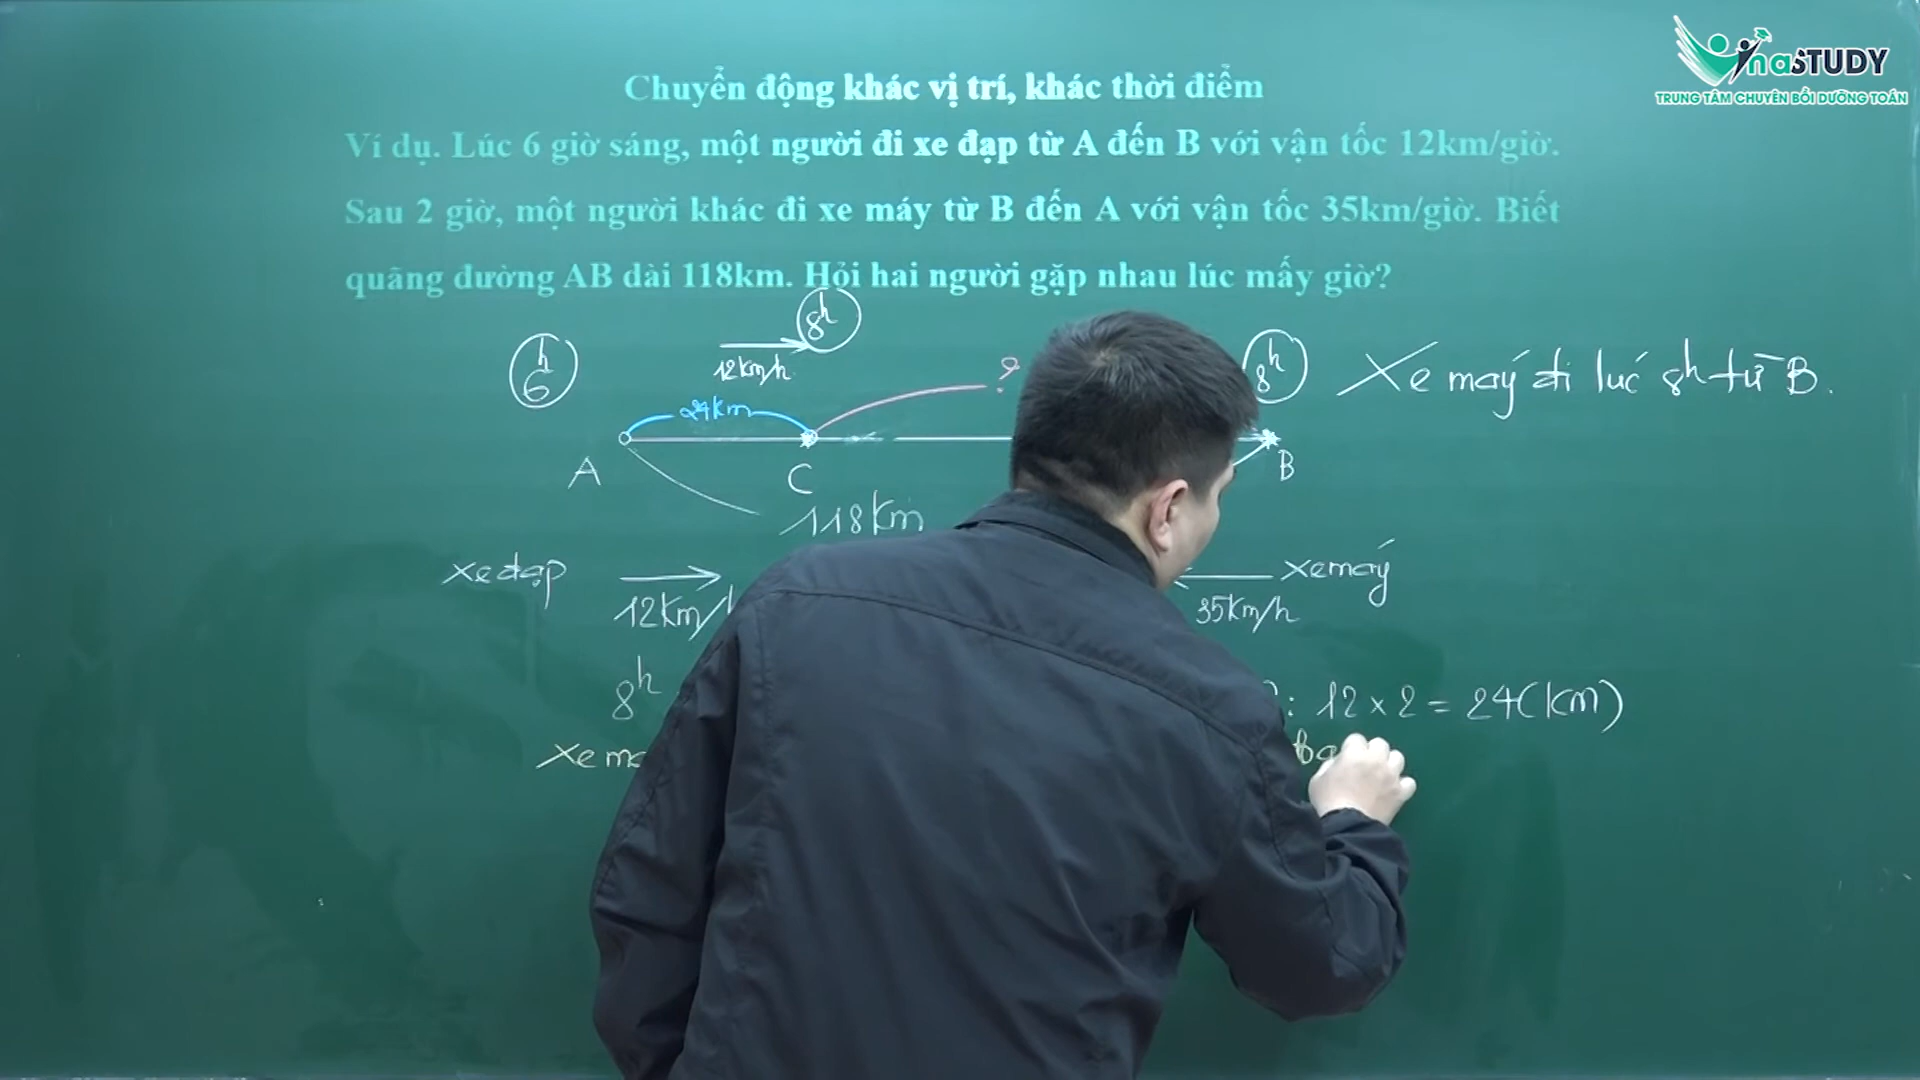 VinaSTUDY
TRUNG TÂM CHUYÊN BỒI DƯỠNG TOÁN
Chuyển động khác vị trí, khác thời điểm
Ví dụ. Lúc 6 giờ sáng, một người đi xe đạp từ A đến B với vận tốc 12km/giờ.
Sau 2 giờ, một người khác đi xe máy từ B đến A với vận tốc 35km/giờ. Biết
quãng đường AB dài 118km. Hỏi hai người gặp nhau lúc mấy giờ?
6h 12km/h 8h ? 8h Xe máy đi lúc 8h từ B.
24km
A C B
118km
xe đạp 12km/h 35km/h xe máy
8h : 12 x 2 = 24 (km)
Xe